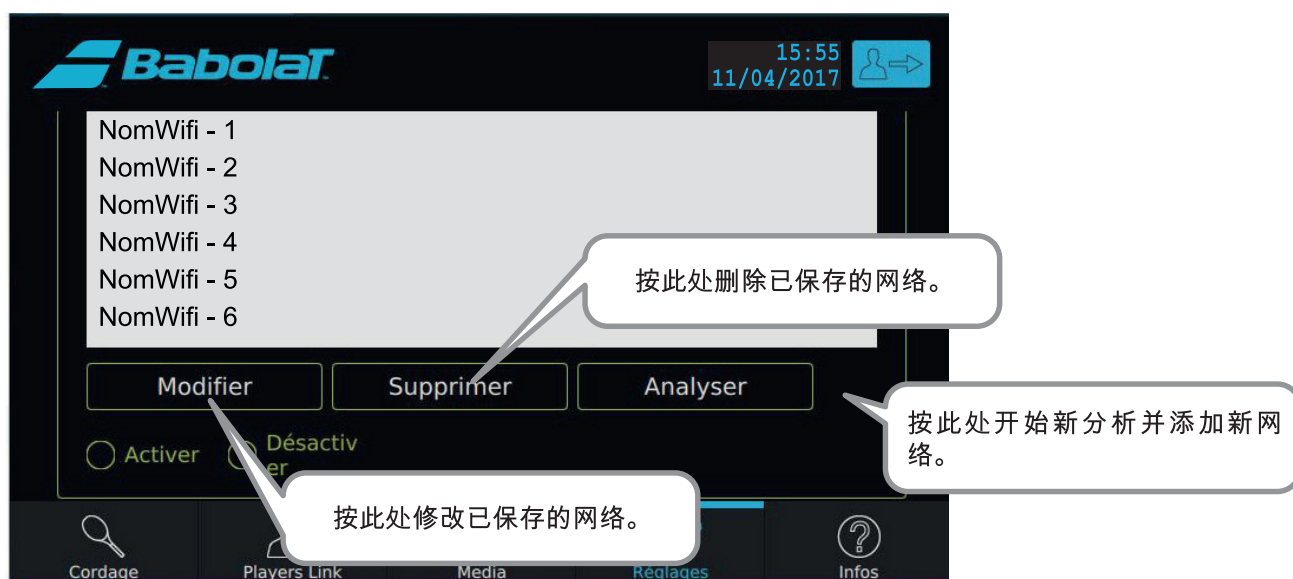 Babolat
15:55
11/04/2017
NomWifi - 1
NomWifi - 2
NomWifi - 3
NomWifi - 4
NomWifi - 5
NomWifi - 6
按此处删除已保存的网络。
Modifier
Supprimer
Analyser
按此处开始新分析并添加新网
络。
Activer
Désactiv
er
按此处修改已保存的网络。
Cordage
Players Link
Media
Réglages
Infos